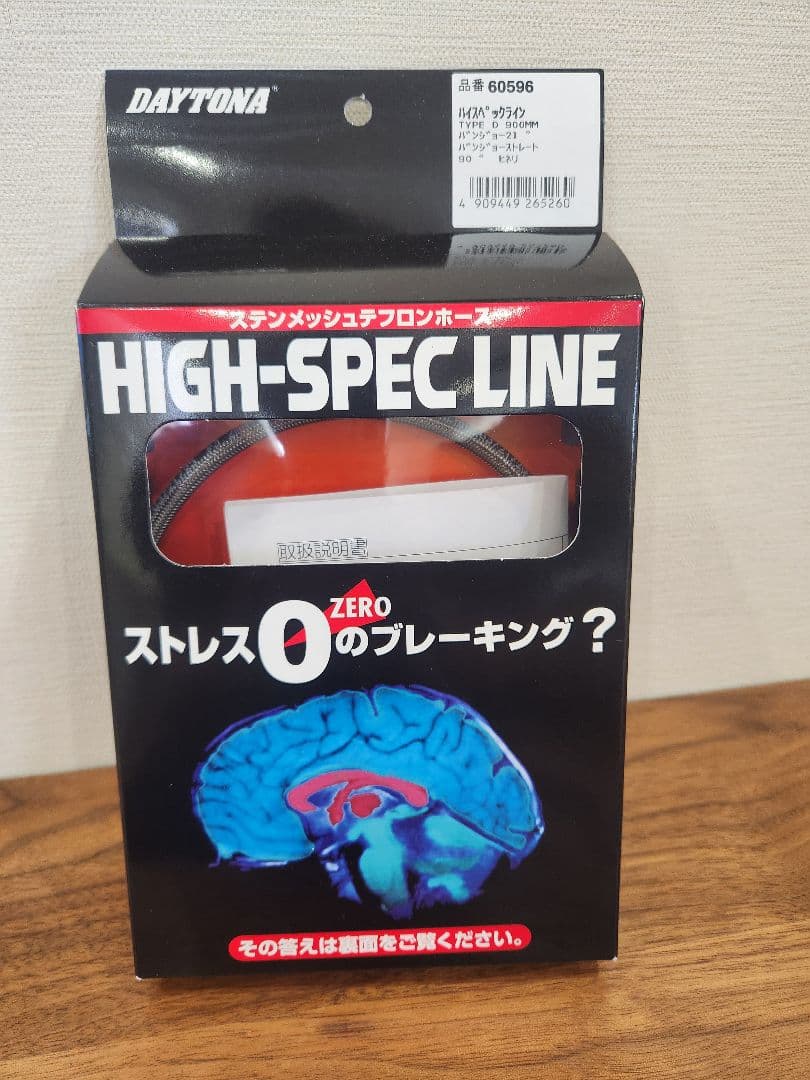 DAYTONA®
品番 60596
ﾊｲｽﾍﾟｯｸﾗｲﾝ
TYPE D 900MM
ﾊﾞﾝｼﾞｮｰ21 ゜
ﾊﾞﾝｼﾞｮｰｽﾄﾚｰﾄ
90 ゜ ﾋﾈﾘ
4 909449 265260
ステンメッシュテフロンホース
HIGH-SPEC LINE
取扱説明書
ZERO
ストレス0のブレーキング?
その答えは裏面をご覧ください。